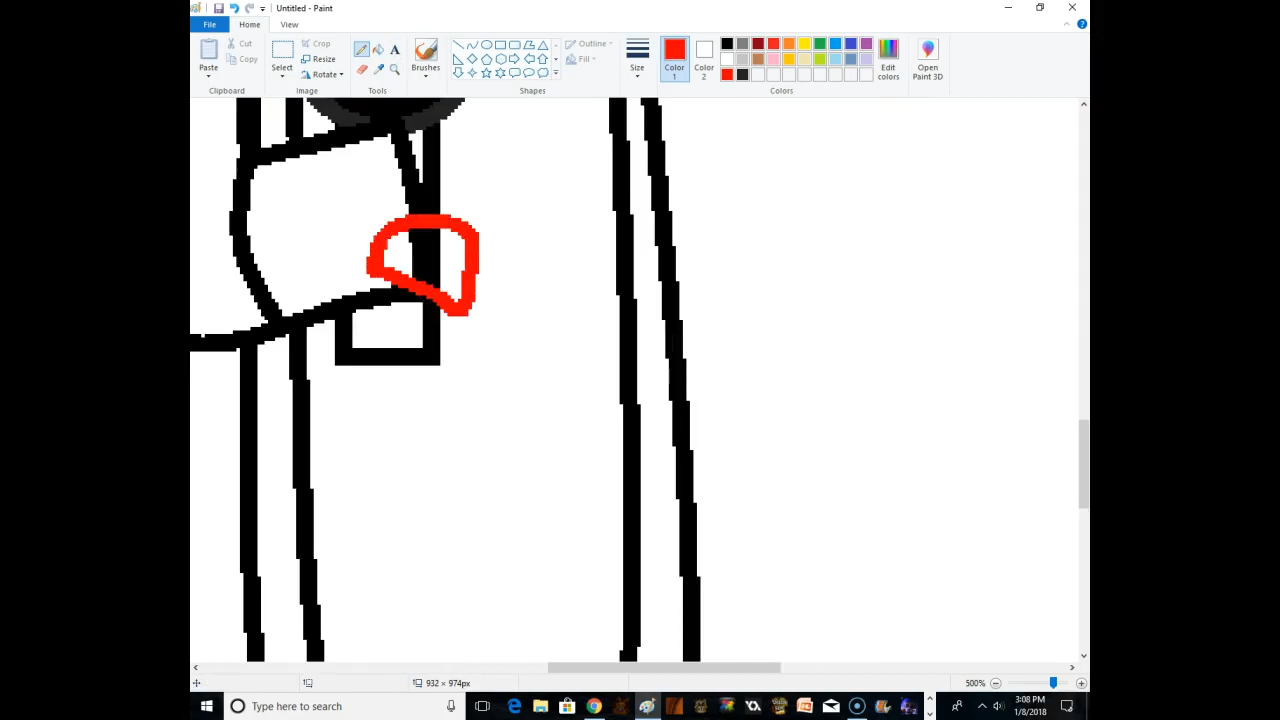 Untitled - Paint
File Home View
Paste
Cut
Copy
Clipboard
Select
Crop
Resize
Rotate
Image
A
Tools
Brushes
Outline
Fill
Shapes
Size
Color 1
Color 2
Edit colors
Colors
Open Paint 3D
932 × 974px
500%
Type here to search
3:08 PM
1/8/2018